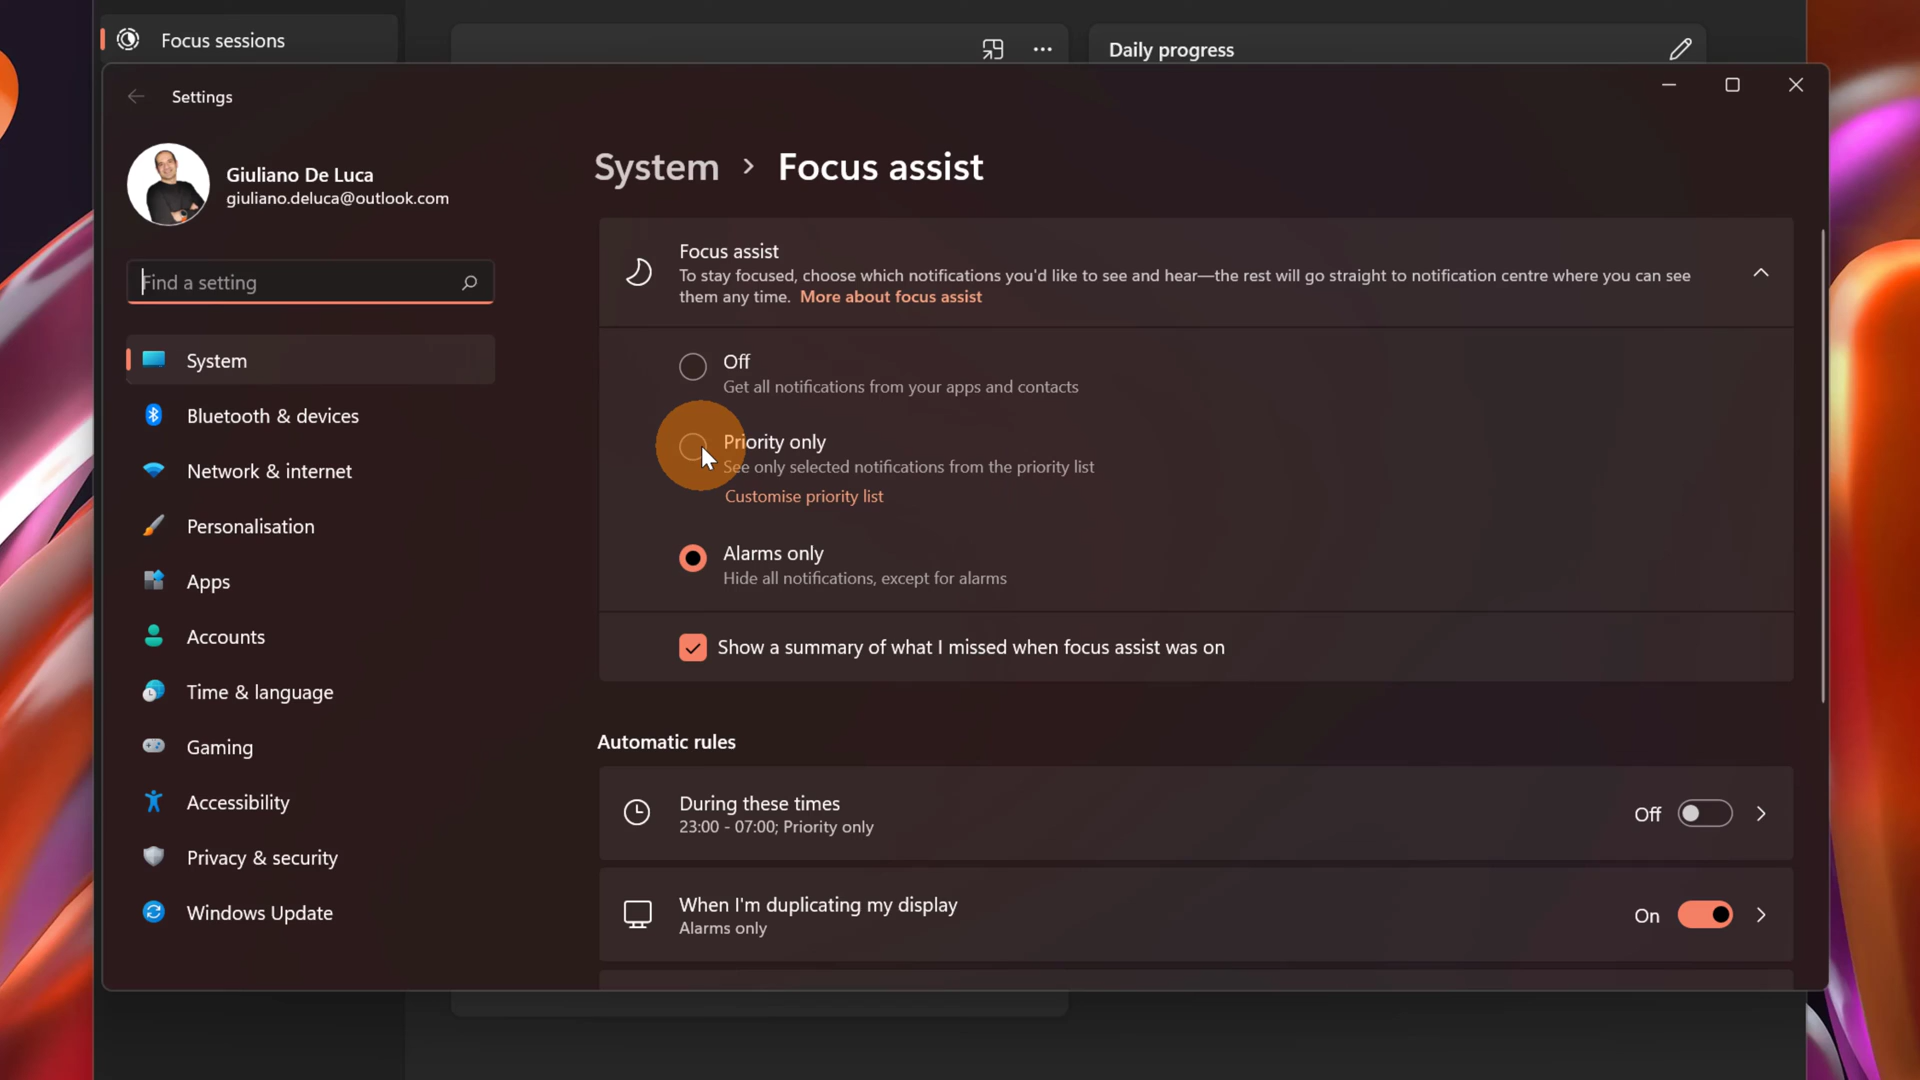 Focus sessions
Daily progress
Settings
Giuliano De Luca
giuliano.deluca@outlook.com
Find a setting
System
Bluetooth & devices
Network & internet
Personalisation
Apps
Accounts
Time & language
Gaming
Accessibility
Privacy & security
Windows Update
System > Focus assist
Focus assist
To stay focused, choose which notifications you'd like to see and hear—the rest will go straight to notification centre where you can see
them any time. More about focus assist
Off
Get all notifications from your apps and contacts
Priority only
See only selected notifications from the priority list
Customise priority list
Alarms only
Hide all notifications, except for alarms
Show a summary of what I missed when focus assist was on
Automatic rules
During these times
23:00 - 07:00; Priority only
Off
When I'm duplicating my display
Alarms only
On